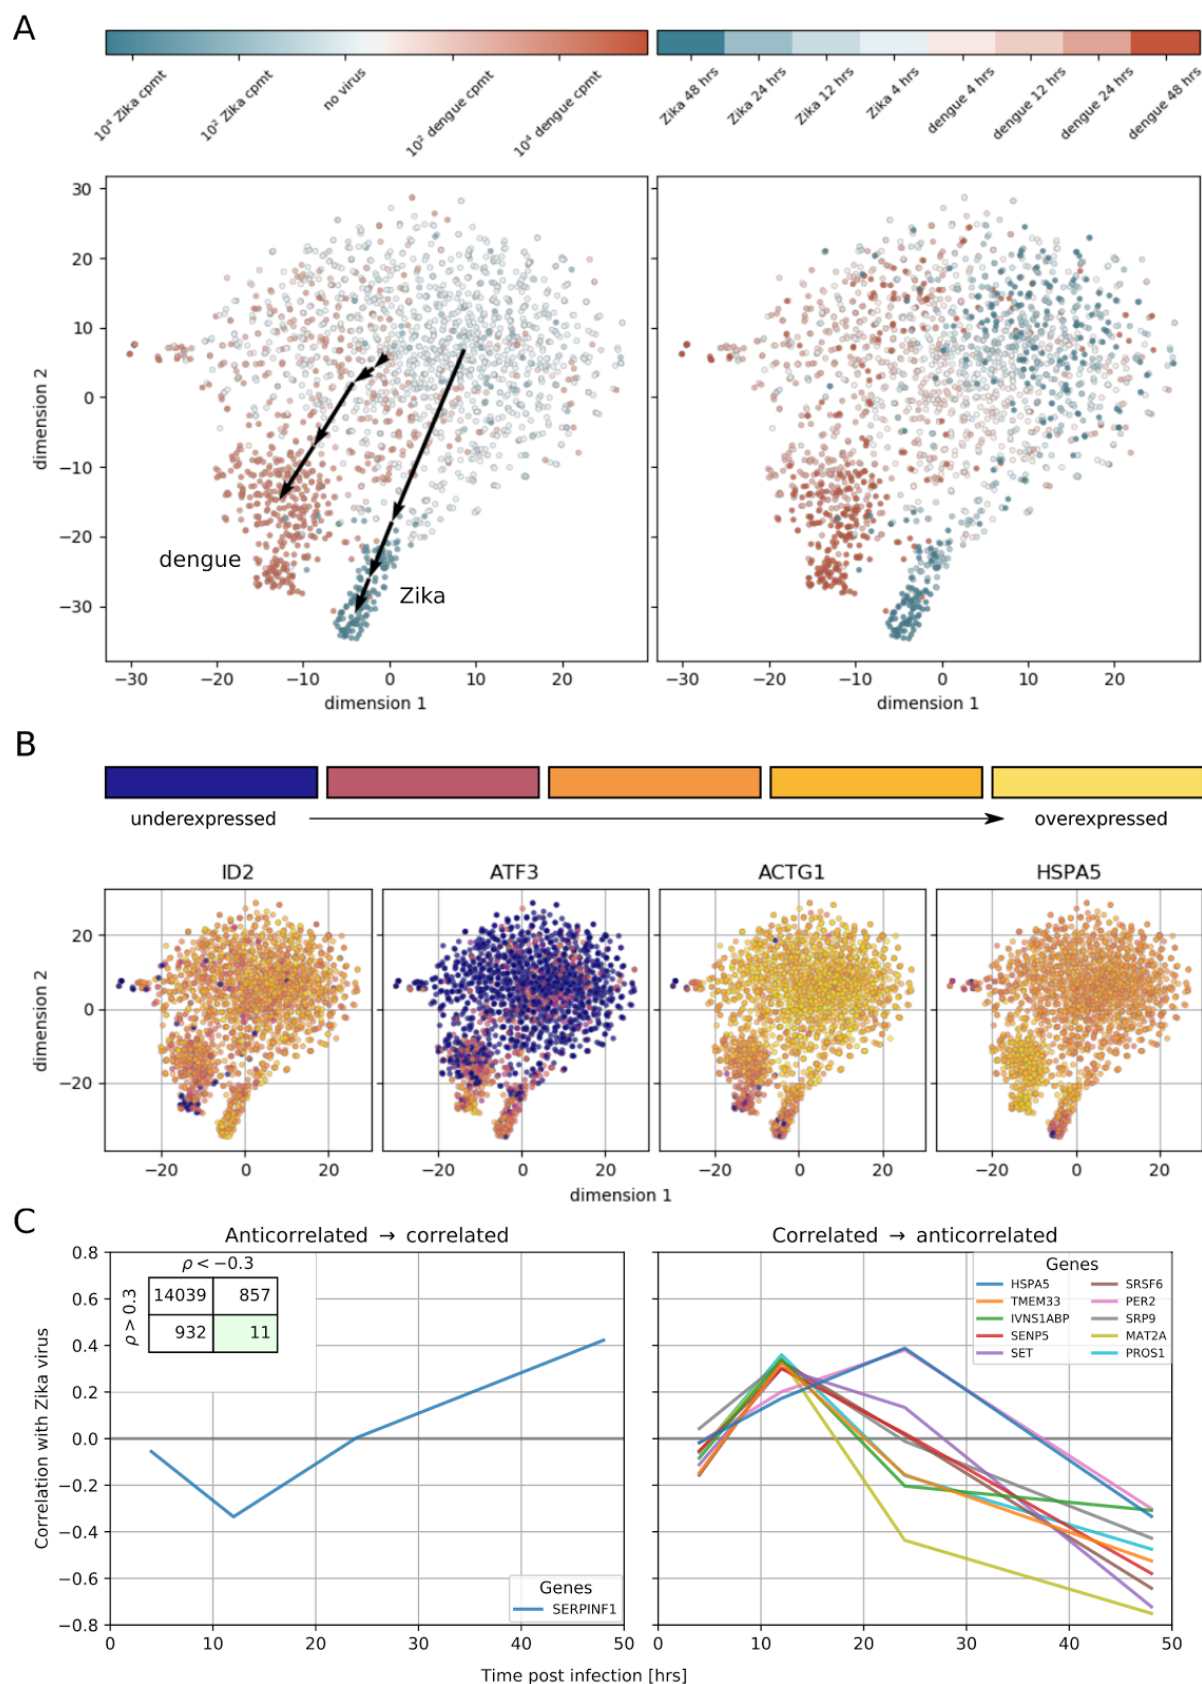 A
10⁴ Zika cpmt
10² Zika cpmt
no virus
10² dengue cpmt
10⁴ dengue cpmt
Zika 48 hrs
Zika 24 hrs
Zika 12 hrs
Zika 4 hrs
dengue 4 hrs
dengue 12 hrs
dengue 24 hrs
dengue 48 hrs
30
20
10
0
−10
−20
−30
dimension 2
dengue
Zika
−30 −20 −10 0 10 20
dimension 1
−30 −20 −10 0 10 20
dimension 1
B
underexpressed
overexpressed
ID2
ATF3
ACTG1
HSPA5
20
0
−20
dimension 2
−20 0 20
−20 0 20
−20 0 20
−20 0 20
dimension 1
C
Anticorrelated → correlated
Correlated → anticorrelated
0.8
0.6
0.4
0.2
0.0
−0.2
−0.4
−0.6
−0.8
Correlation with Zika virus
ρ < −0.3
ρ > 0.3
14039 857
932 11
Genes
SERPINF1
Genes
HSPA5
TMEM33
IVNS1ABP
SENP5
SET
SRSF6
PER2
SRP9
MAT2A
PROS1
0 10 20 30 40 50
0 10 20 30 40 50
Time post infection [hrs]